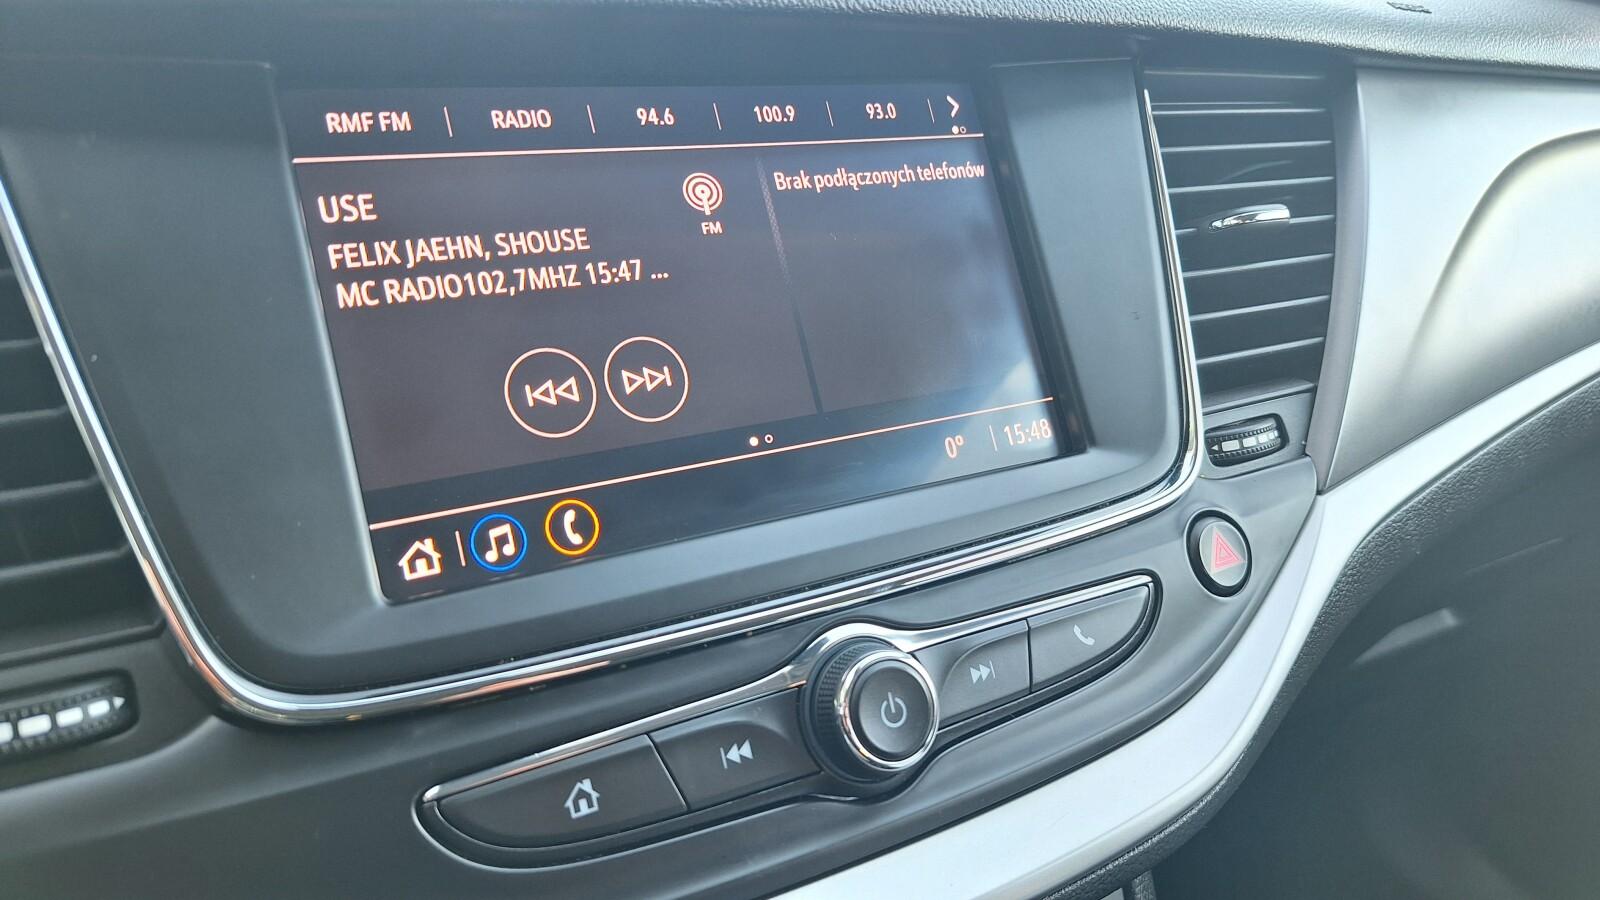 RMF FM | RADIO | 94.6 | 100.9 | 93.0
USE
FELIX JAEHN, SHOUSE
MC RADIO102,7MHZ 15:47 ...
FM
Brak podłączonych telefonów
0° | 15:48